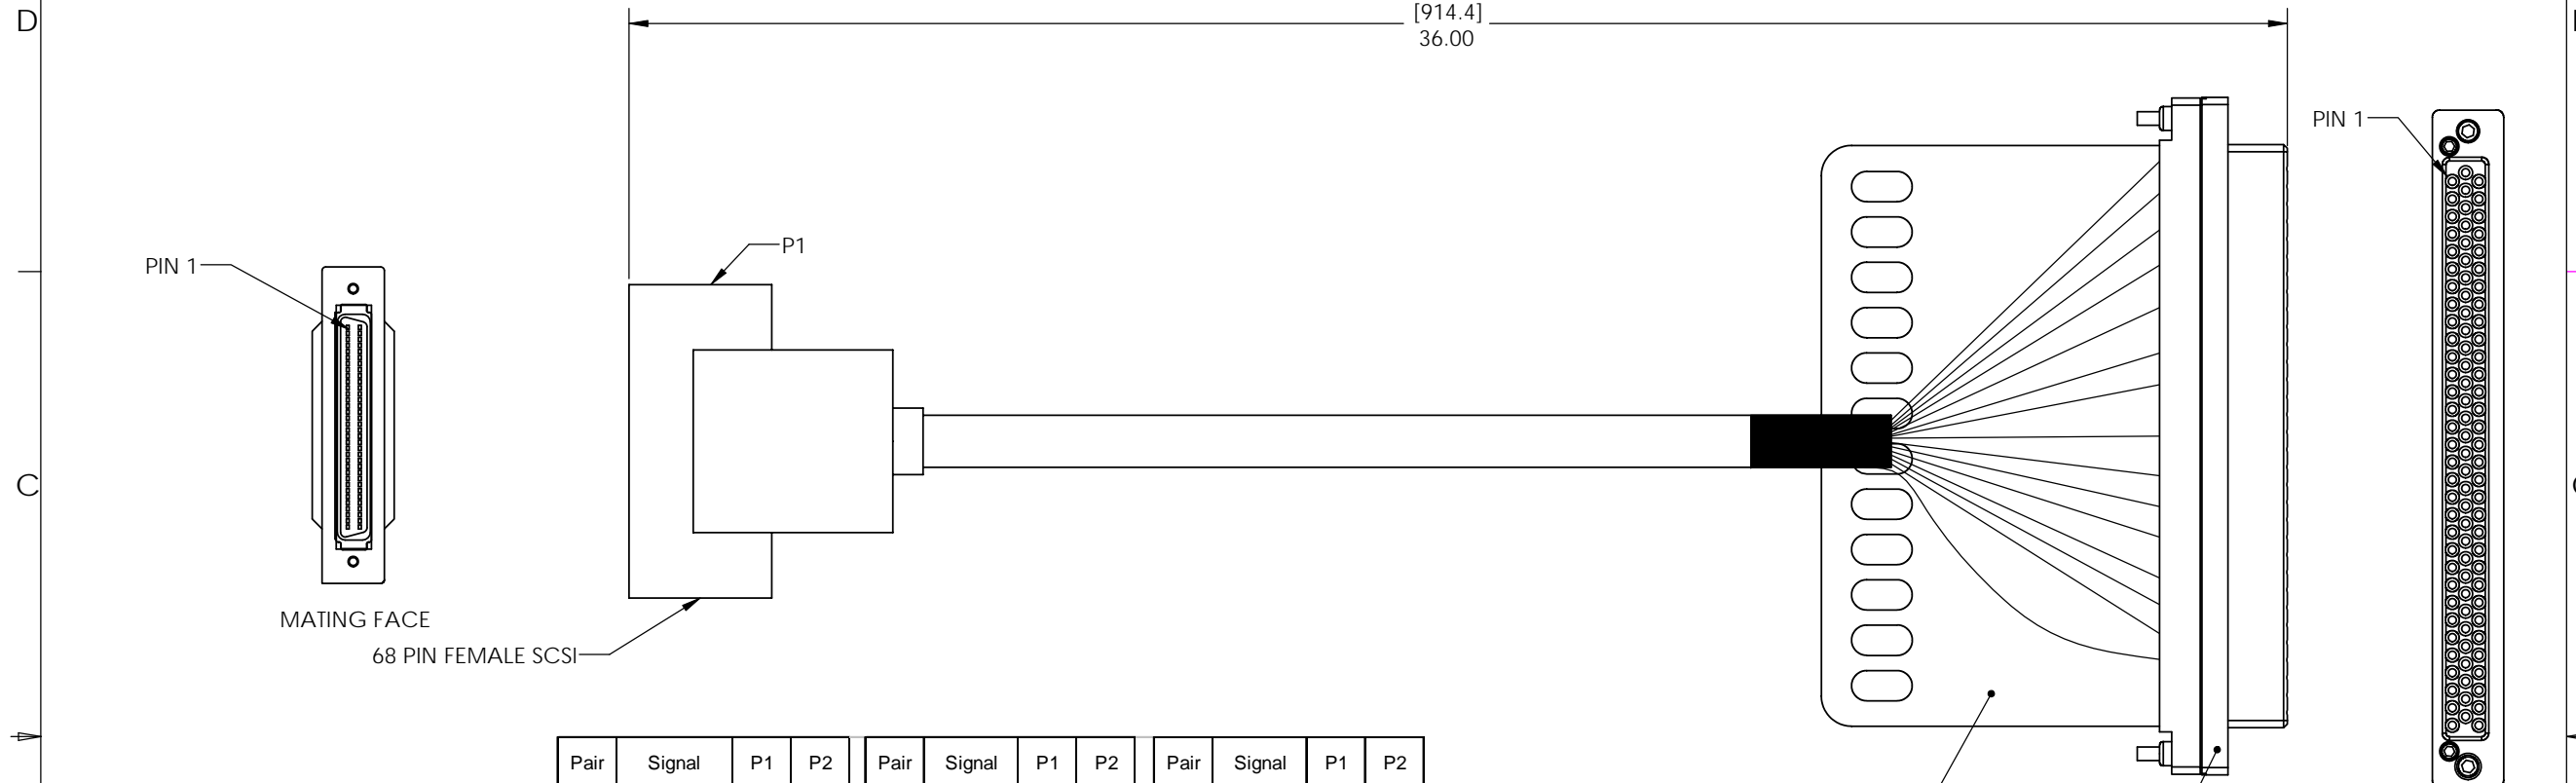 D
[914.4]
36.00
PIN 1
P1
PIN 1
C
MATING FACE
68 PIN FEMALE SCSI
Pair Signal P1 P2 Pair Signal P1 P2 Pair Signal P1 P2